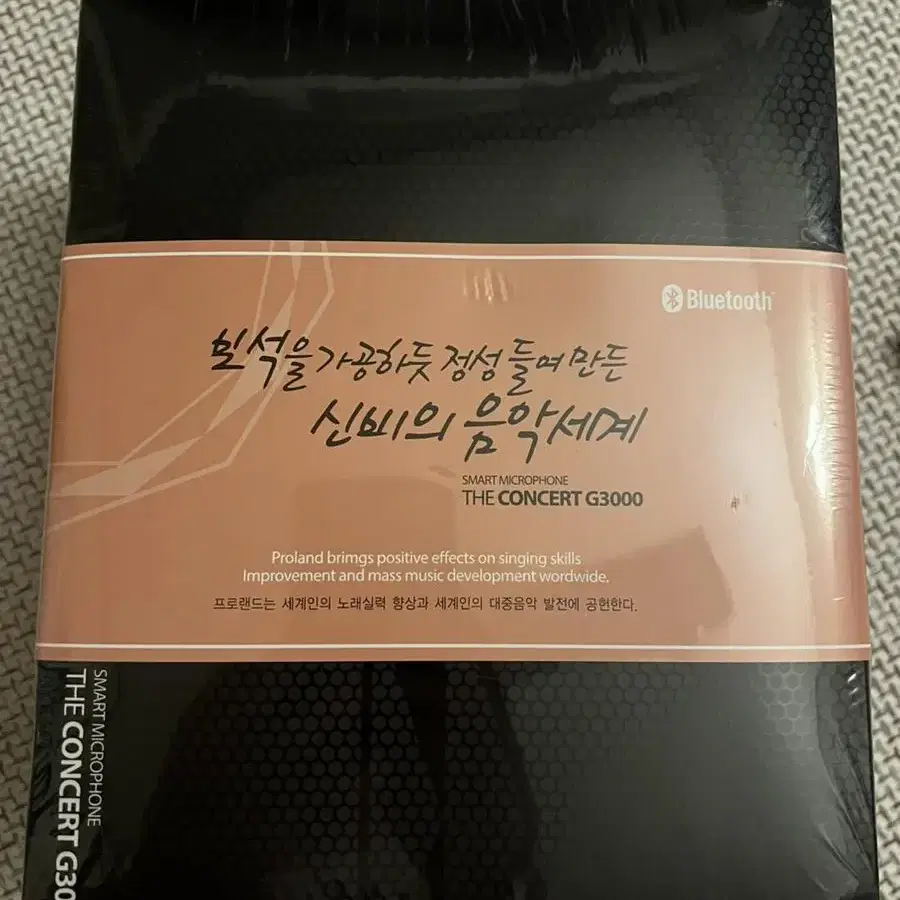 Bluetooth
보석을 가공하듯 정성 들여 만든
신비의 음악세계
SMART MICROPHONE
THE CONCERT G3000
Proland brimgs positive effects on singing skills
Improvement and mass music development wordwide.
프로랜드는 세계인의 노래실력 향상과 세계인의 대중음악 발전에 공헌한다.
SMART MICROPHONE
THE CONCERT G30